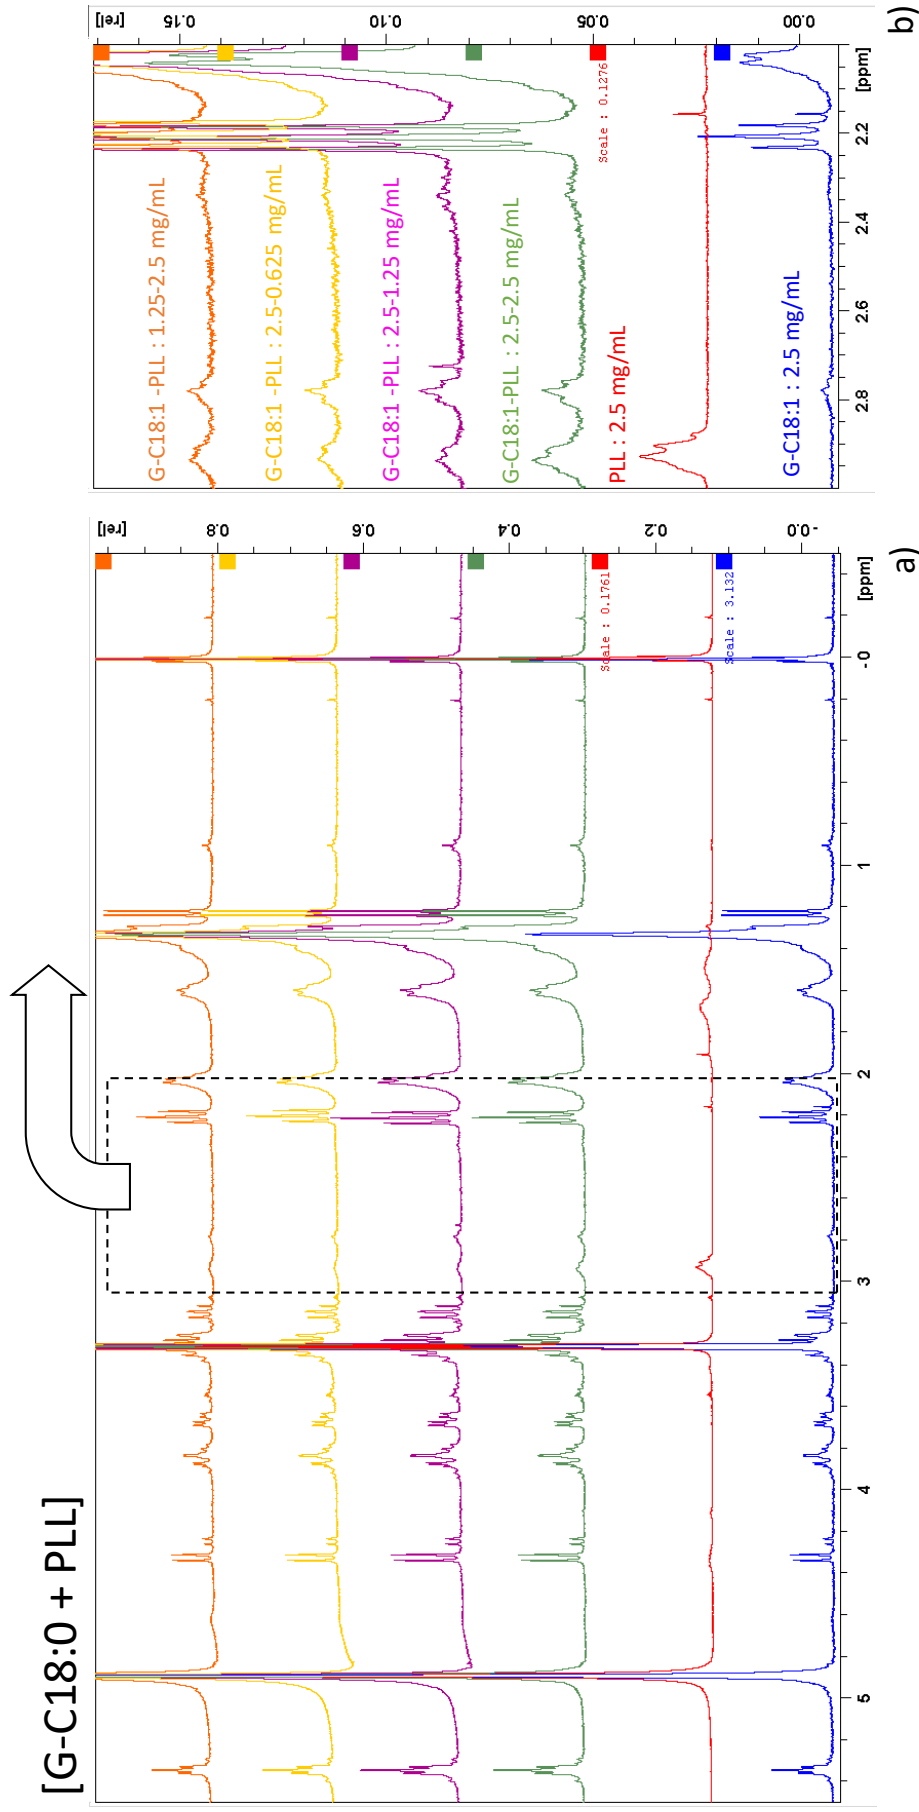 [G-C18:0 + PLL]
[rel]
0.8
0.6
0.4
0.2
-0.0
Scale : 0.1761
Scale : 3.132
5
4
3
2
1
-0
[ppm]
a)
[rel]
0.15
0.10
0.05
0.00
G-C18:1 -PLL : 1.25-2.5 mg/mL
G-C18:1 -PLL : 2.5-0.625 mg/mL
G-C18:1 -PLL : 2.5-1.25 mg/mL
G-C18:1-PLL : 2.5-2.5 mg/mL
PLL : 2.5 mg/mL
Scale : 0.1276
G-C18:1 : 2.5 mg/mL
2.8
2.6
2.4
2.2
[ppm]
b)